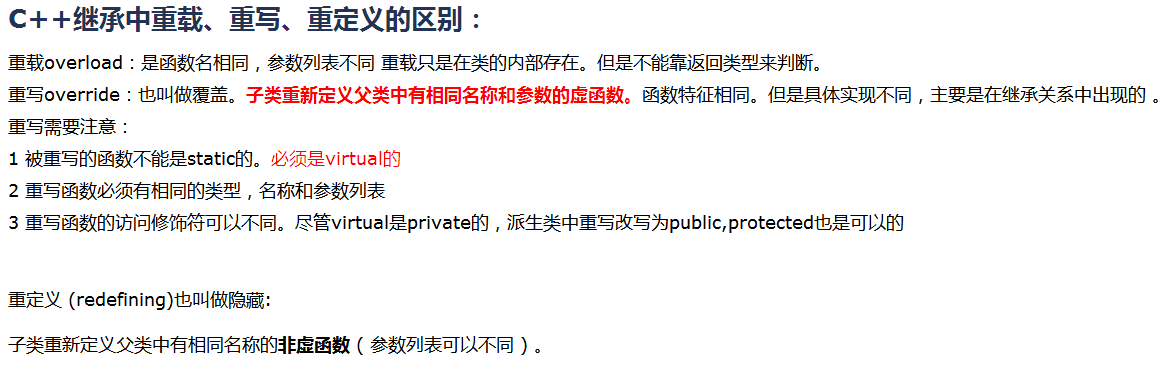 C++继承中重载、重写、重定义的区别：
重载overload：是函数名相同，参数列表不同 重载只是在类的内部存在。但是不能靠返回类型来判断。
重写override：也叫做覆盖。子类重新定义父类中有相同名称和参数的虚函数。函数特征相同。但是具体实现不同，主要是在继承关系中出现的 。
重写需要注意：
1 被重写的函数不能是static的。必须是virtual的
2 重写函数必须有相同的类型，名称和参数列表
3 重写函数的访问修饰符可以不同。尽管virtual是private的，派生类中重写改写为public,protected也是可以的
重定义 (redefining)也叫做隐藏:
子类重新定义父类中有相同名称的非虚函数 ( 参数列表可以不同 ) 。